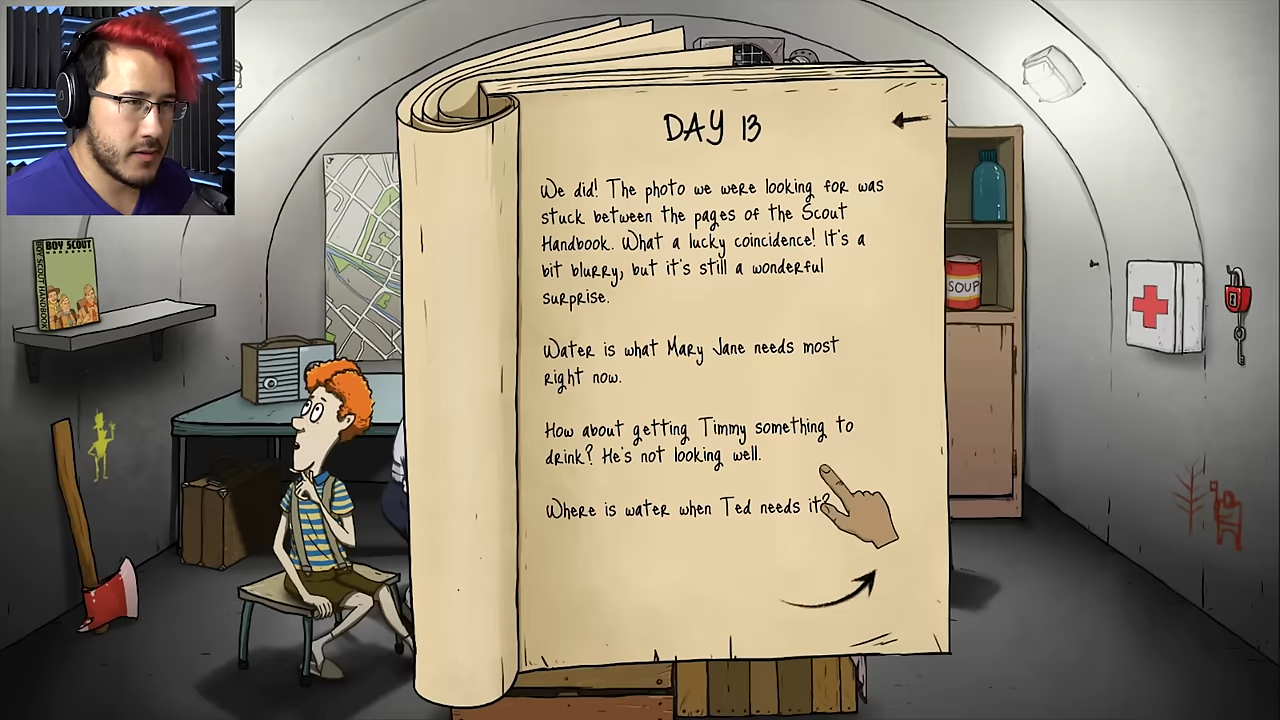 DAY 13
We did! The photo we were looking for was
stuck between the pages of the Scout
Handbook. What a lucky coincidence! It's a
bit blurry, but it's still a wonderful
surprise.
Water is what Mary Jane needs most
right now.
How about getting Timmy something to
drink? He's not looking well.
Where is water when Ted needs it?
BOY SCOUT
BOY SCOUT HANDBOOK
SOUP